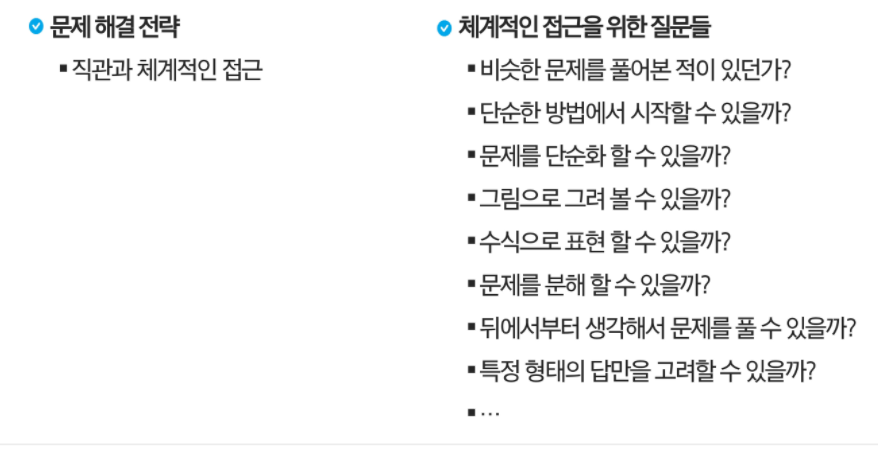 문제 해결 전략
▪ 직관과 체계적인 접근
체계적인 접근을 위한 질문들
▪ 비슷한 문제를 풀어본 적이 있던가?
▪ 단순한 방법에서 시작할 수 있을까?
▪ 문제를 단순화 할 수 있을까?
▪ 그림으로 그려 볼 수 있을까?
▪ 수식으로 표현 할 수 있을까?
▪ 문제를 분해 할 수 있을까?
▪ 뒤에서부터 생각해서 문제를 풀 수 있을까?
▪ 특정 형태의 답만을 고려할 수 있을까?
▪ …